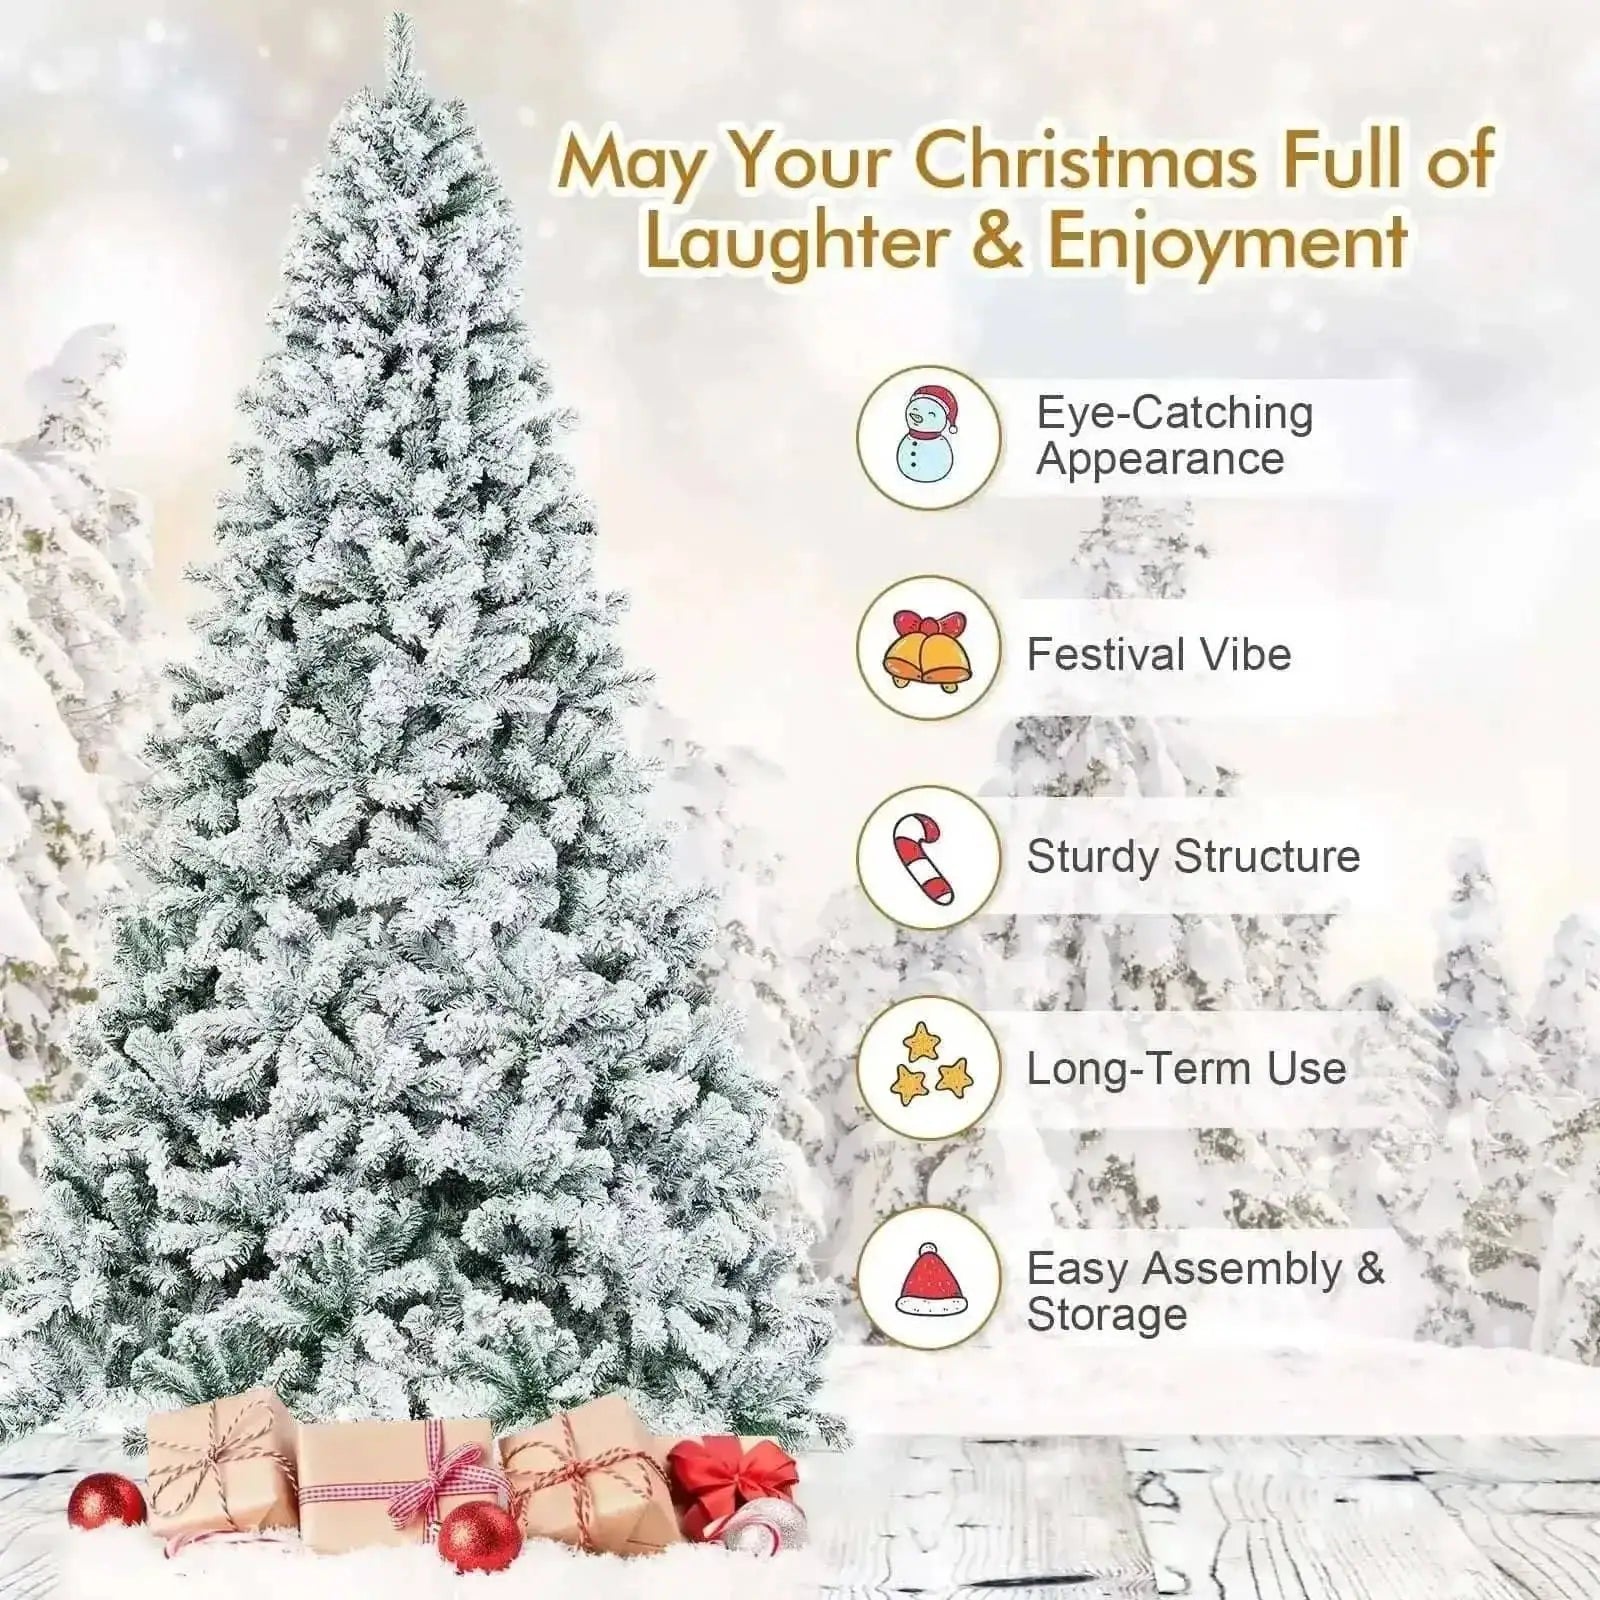 May Your Christmas Full of
Laughter & Enjoyment
Eye-Catching
Appearance
Festival Vibe
Sturdy Structure
Long-Term Use
Easy Assembly &
Storage